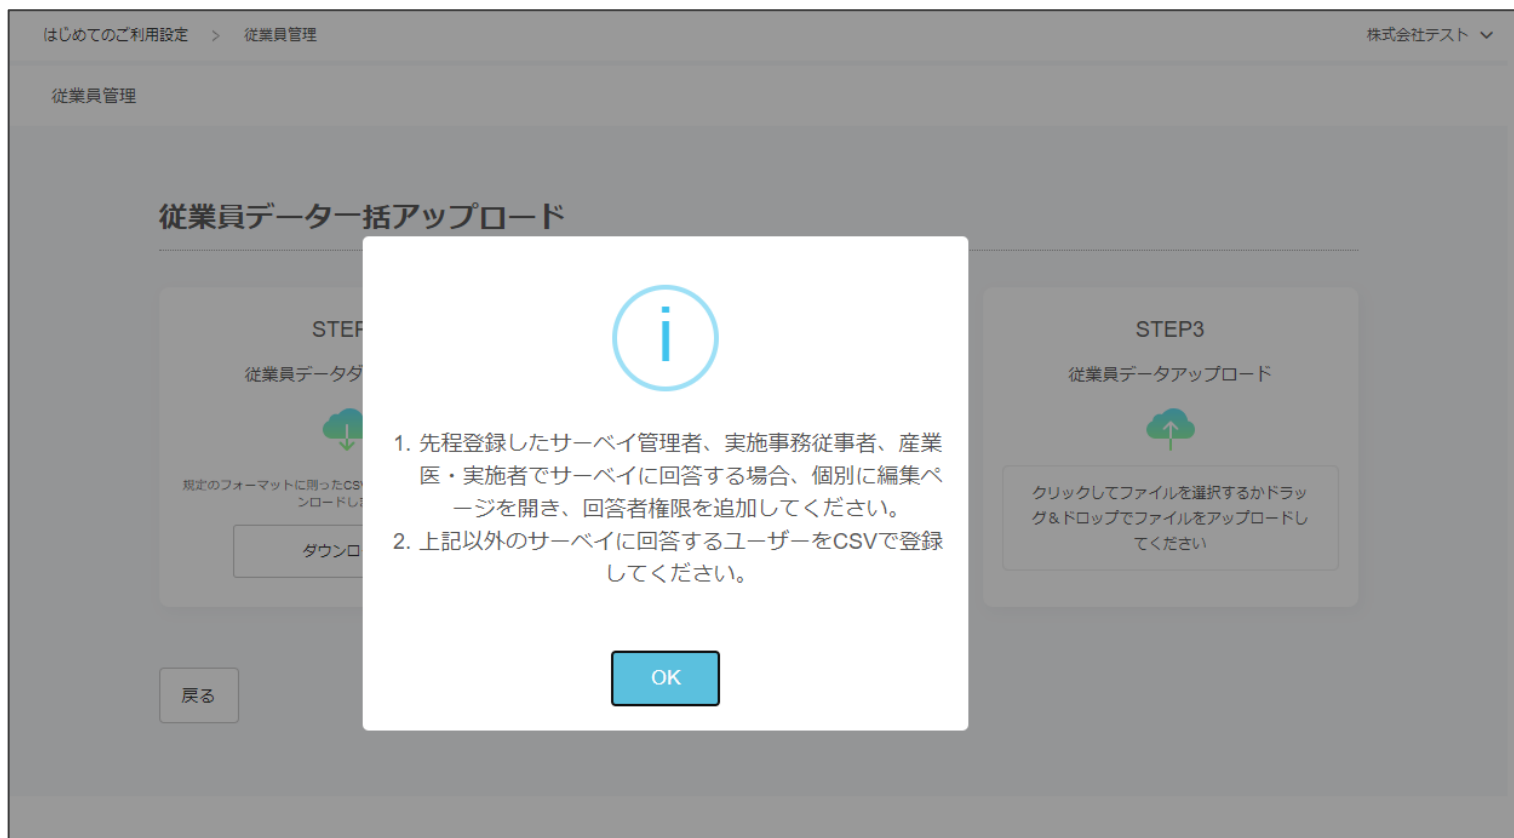 はじめてのご利用設定 > 従業員管理
株式会社テスト
従業員管理
従業員データ一括アップロード
STEP
従業員データダ
規定のフォーマットに則ったCS
ンロードし
ダウンロ
i
1. 先程登録したサーベイ管理者、実施事務従事者、産業
医・実施者でサーベイに回答する場合、個別に編集ペ
ージを開き、回答者権限を追加してください。
2. 上記以外のサーベイに回答するユーザーをCSVで登録
してください。
OK
STEP3
従業員データアップロード
クリックしてファイルを選択するかドラッ
グ&ドロップでファイルをアップロードし
てください
戻る